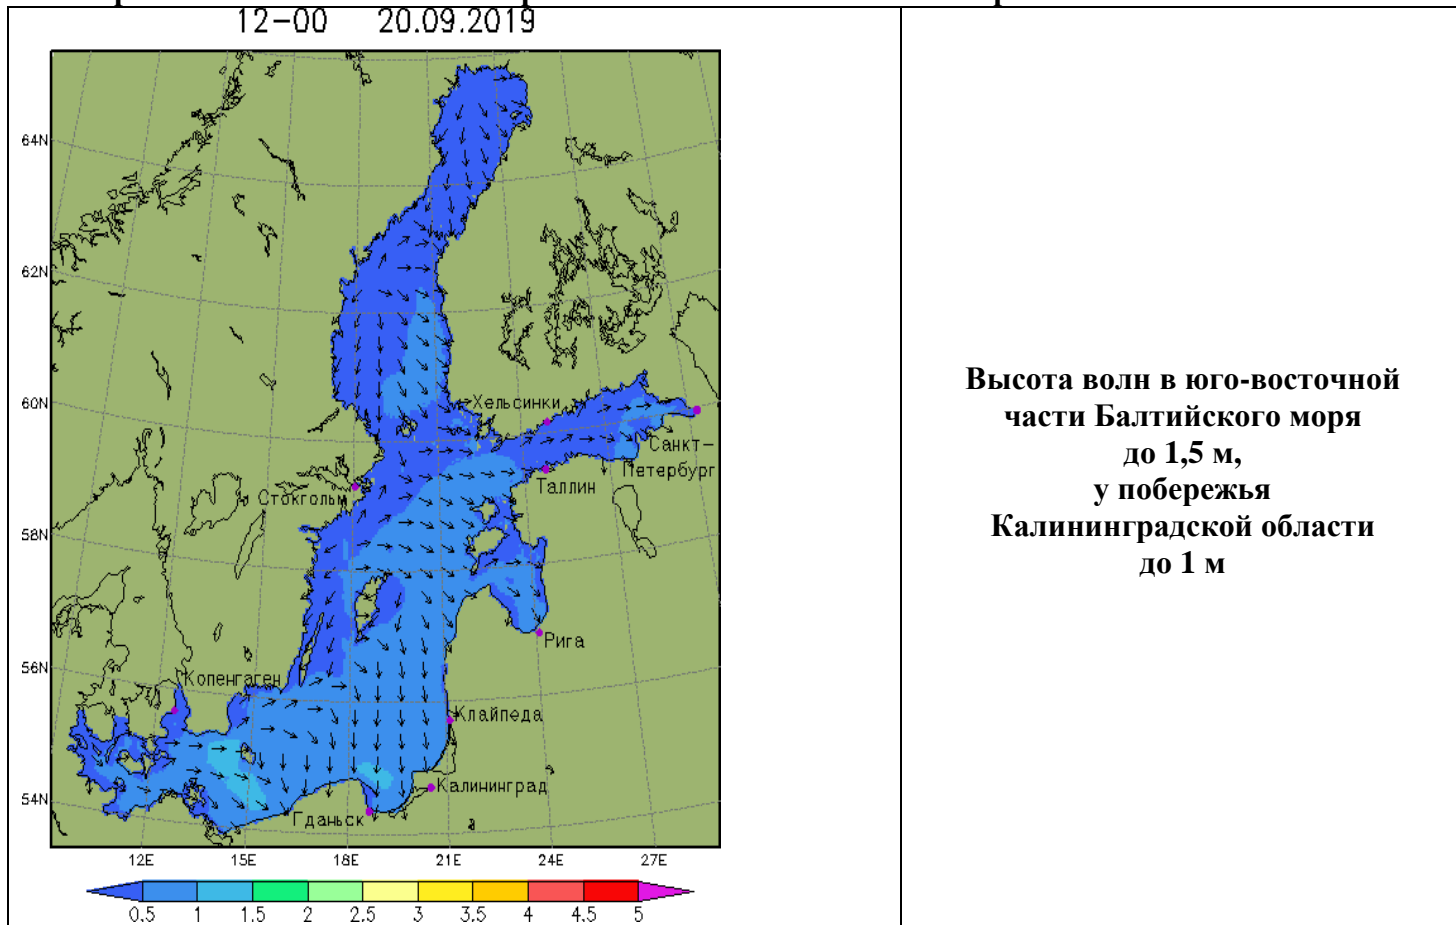 12-00 20.09.2019
64N
62N
60N
58N
56N
54N
Хельсинки
Санкт-
Петербург
Таллин
Стокгольм
Рига
Копенгаген
Клайпеда
Калининград
Гданьск
12E 15E 18E 21E 24E 27E
0.5 1 1.5 2 2.5 3 3.5 4 4.5 5
Высота волн в юго-восточной
части Балтийского моря
до 1,5 м,
у побережья
Калининградской области
до 1 м